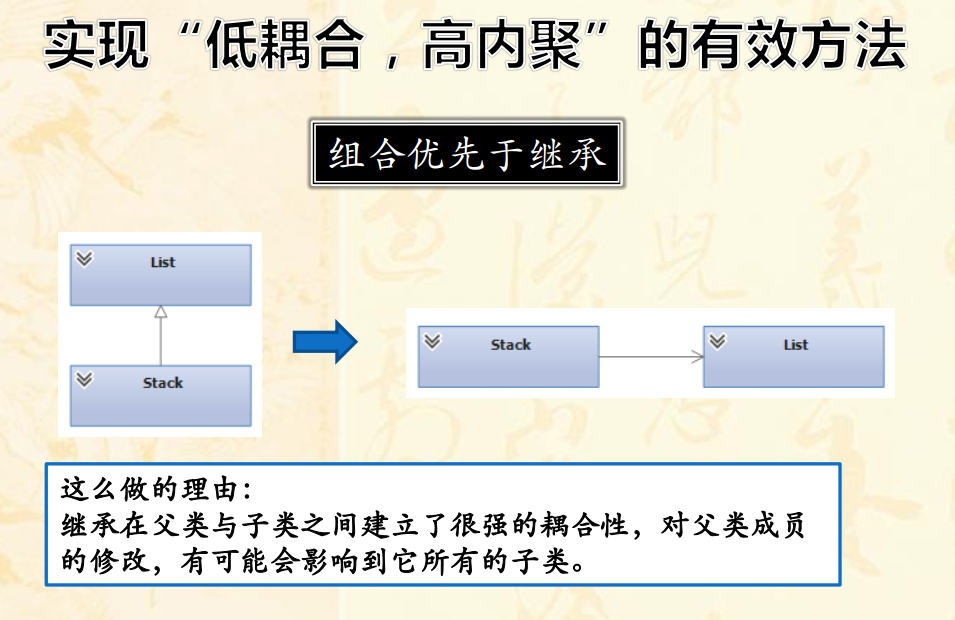 实现“低耦合，高内聚”的有效方法
组合优先于继承
List
Stack
Stack
List
这么做的理由：
继承在父类与子类之间建立了很强的耦合性，对父类成员
的修改，有可能会影响到它所有的子类。